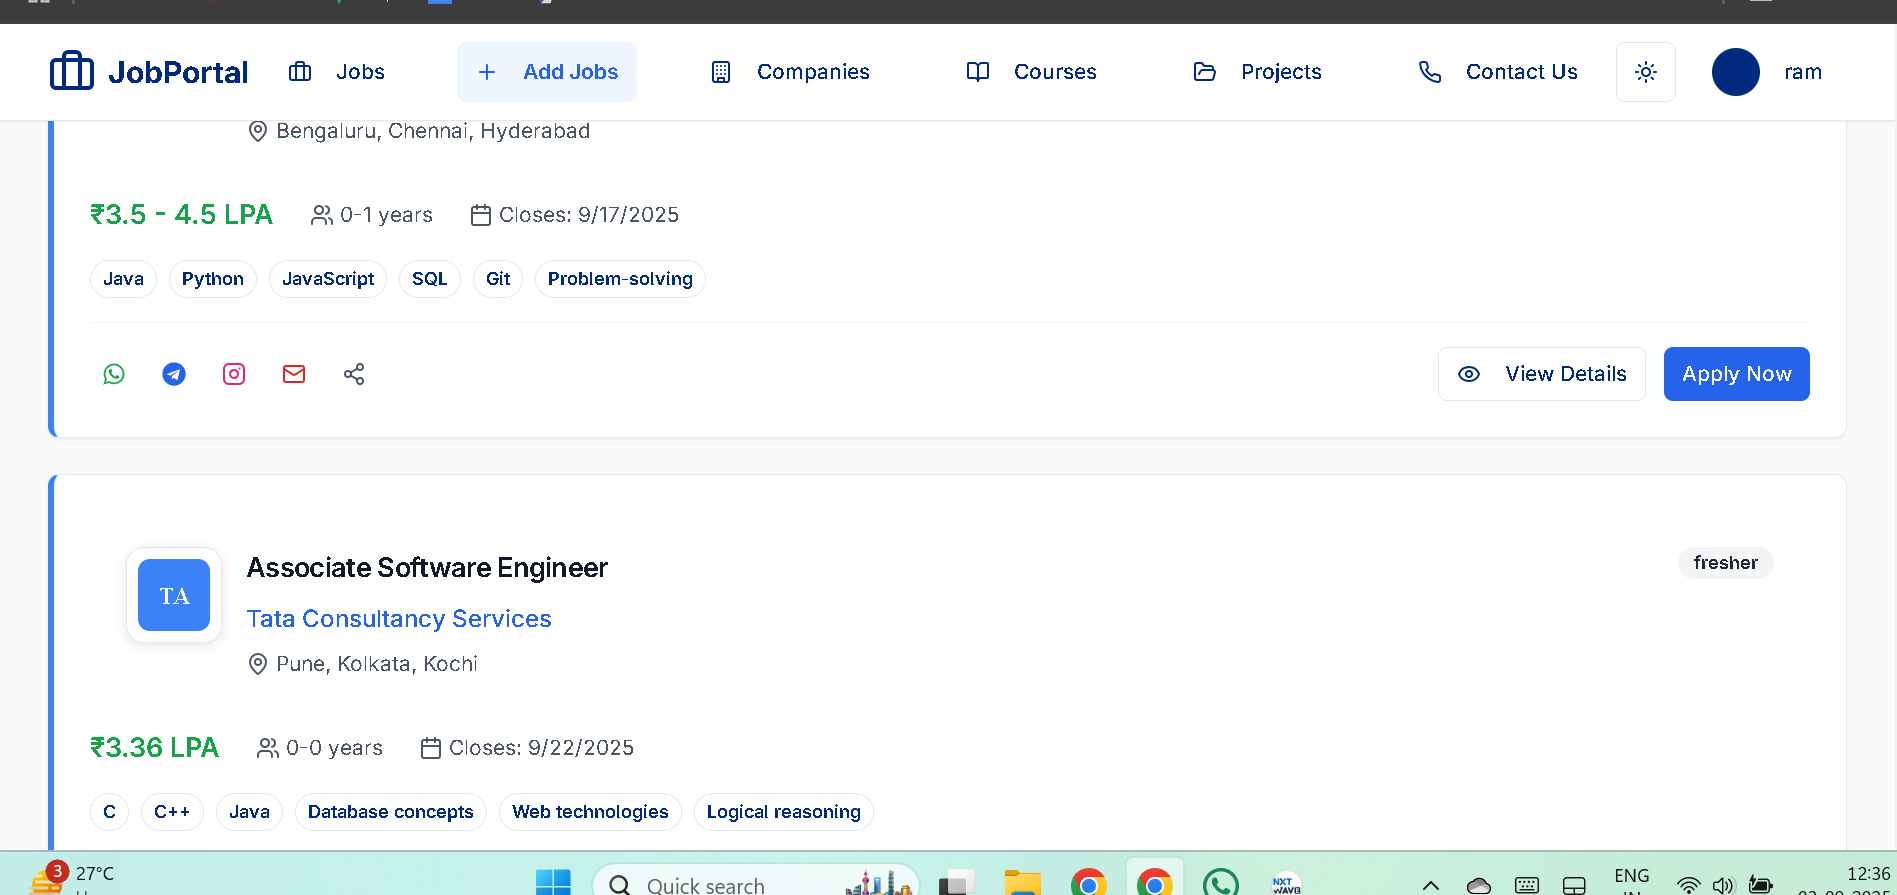 JobPortal Jobs Add Jobs Companies Courses Projects Contact Us ram
Bengaluru, Chennai, Hyderabad
₹3.5 - 4.5 LPA 0-1 years Closes: 9/17/2025
Java Python JavaScript SQL Git Problem-solving
View Details Apply Now
fresher
TA Associate Software Engineer
Tata Consultancy Services
Pune, Kolkata, Kochi
₹3.36 LPA 0-0 years Closes: 9/22/2025
C C++ Java Database concepts Web technologies Logical reasoning
3 27°C Quick search NXT WAVE ENG 12:36